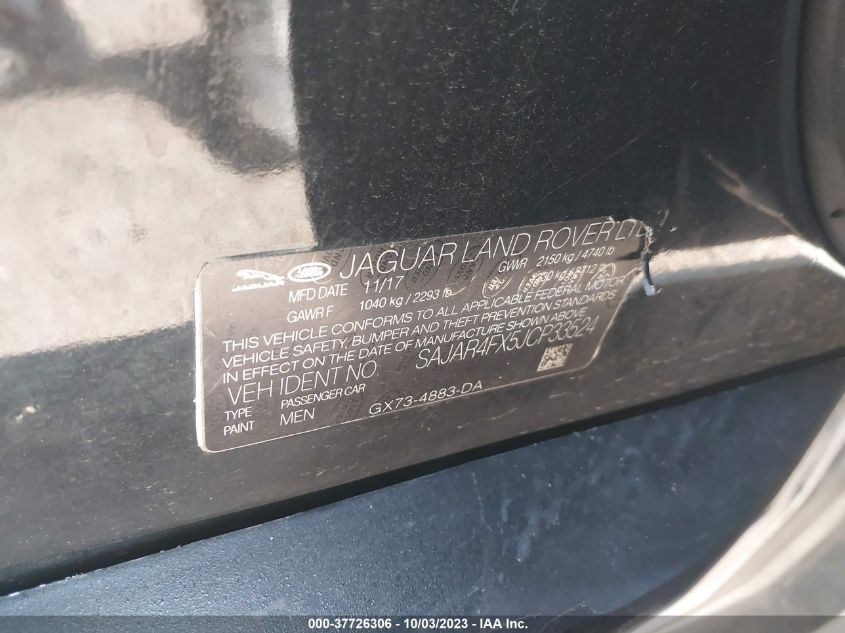 JAGUAR LAND ROVER LTD
MFD DATE 11/17 GVWR 2150 kg / 4740 lb
GAWR F 1040 kg / 2293 lb
THIS VEHICLE CONFORMS TO ALL APPLICABLE FEDERAL MOTOR
VEHICLE SAFETY, BUMPER AND THEFT PREVENTION STANDARDS
IN EFFECT ON THE DATE OF MANUFACTURE SHOWN ABOVE
VEH IDENT NO. SAJAR4FX5JCP33524
TYPE PASSENGER CAR
PAINT MEN GX73-4883-DA
000-37726306 - 10/03/2023 - IAAI.com